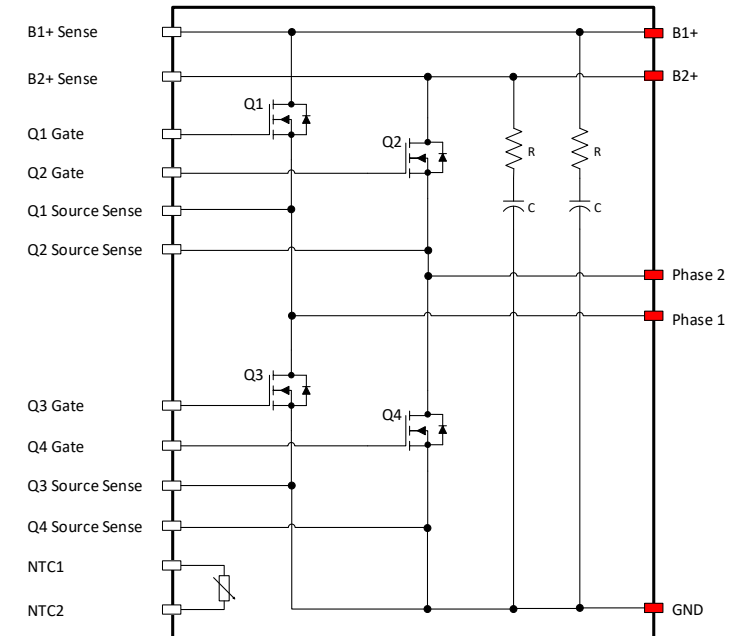 B1+ Sense
B1+
B2+ Sense
B2+
Q1
Q1 Gate
Q2
R
R
Q2 Gate
Q1 Source Sense
C
C
Q2 Source Sense
Phase 2
Phase 1
Q3
Q3 Gate
Q4
Q4 Gate
Q3 Source Sense
Q4 Source Sense
NTC1
NTC2
GND